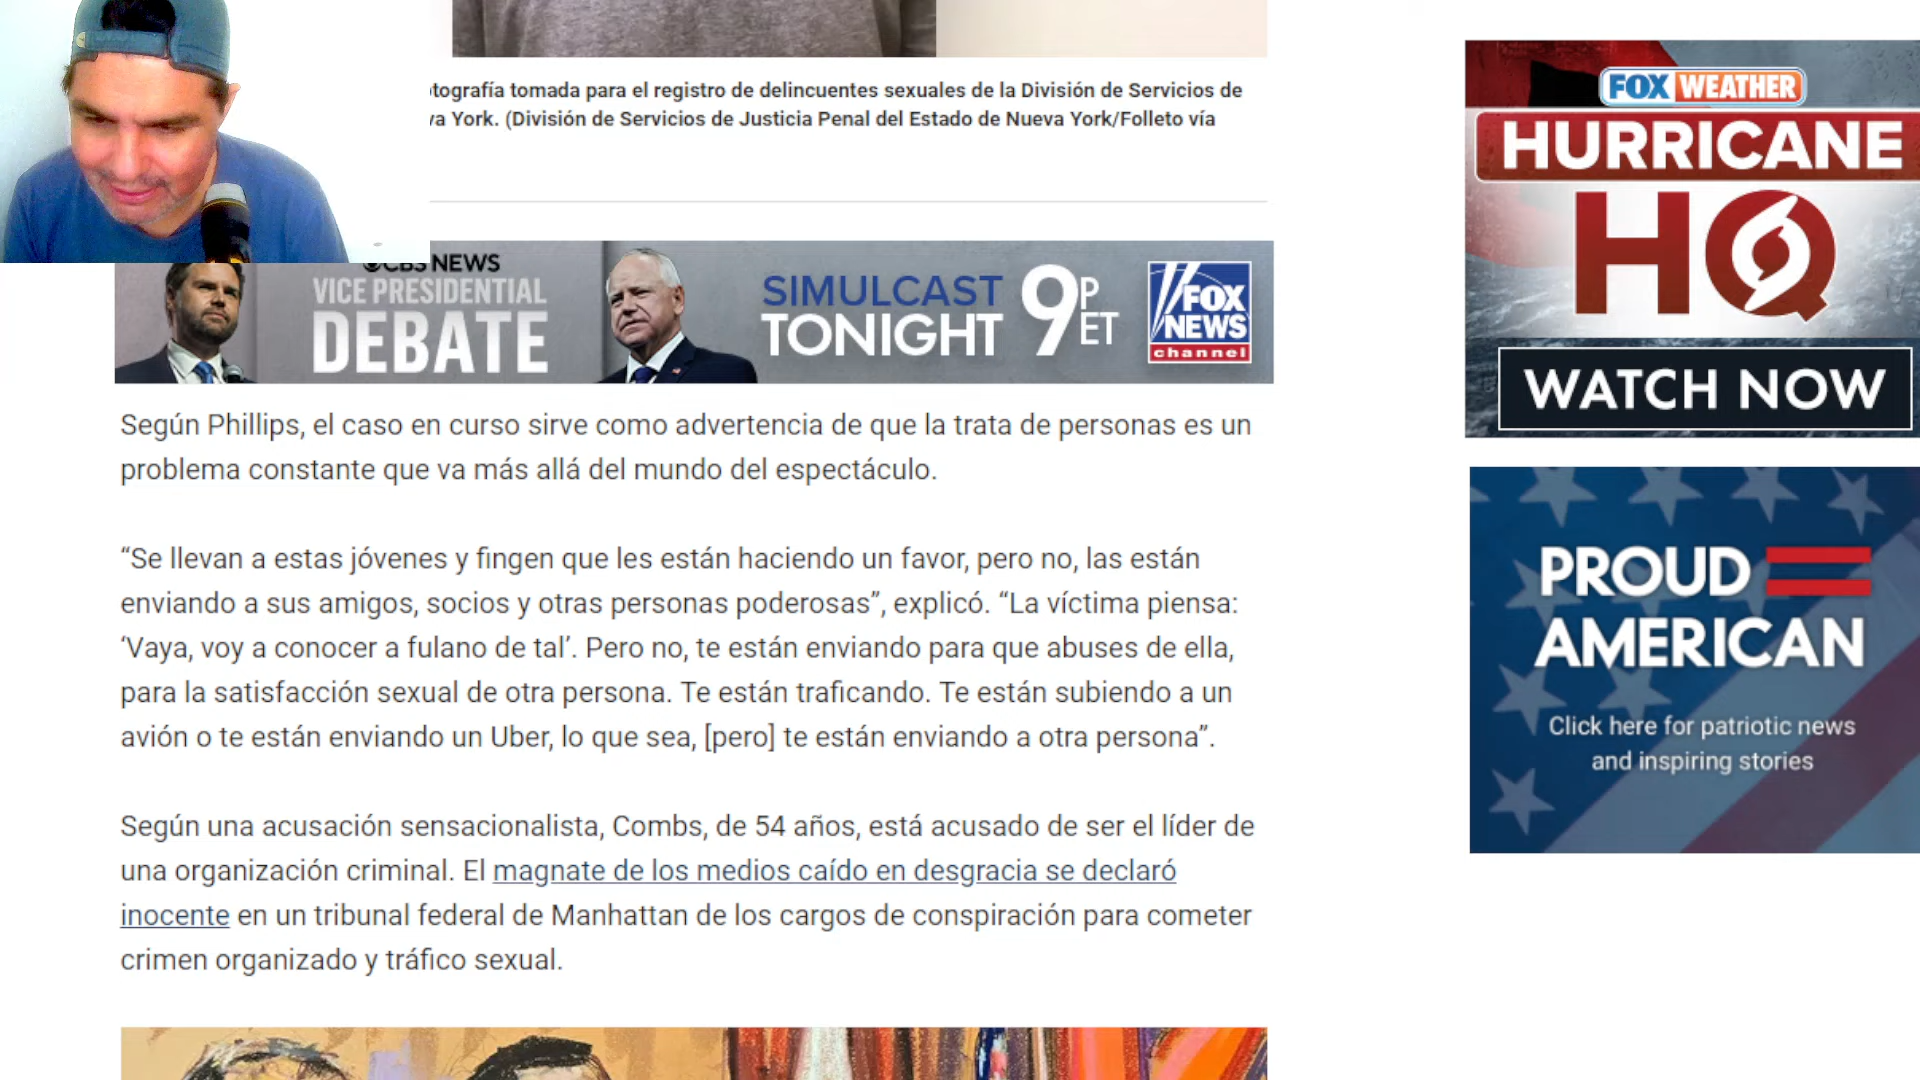 tografía tomada para el registro de delincuentes sexuales de la División de Servicios de
York. (División de Servicios de Justicia Penal del Estado de Nueva York/Folleto vía
CBS NEWS
VICE PRESIDENTIAL
DEBATE
SIMULCAST
TONIGHT
9P
ET
FOX
NEWS
channel
Según Phillips, el caso en curso sirve como advertencia de que la trata de personas es un
problema constante que va más allá del mundo del espectáculo.
“Se llevan a estas jóvenes y fingen que les están haciendo un favor, pero no, las están
enviando a sus amigos, socios y otras personas poderosas”, explicó. “La víctima piensa:
‘Vaya, voy a conocer a fulano de tal’. Pero no, te están enviando para que abuses de ella,
para la satisfacción sexual de otra persona. Te están traficando. Te están subiendo a un
avión o te están enviando un Uber, lo que sea, [pero] te están enviando a otra persona”.
Según una acusación sensacionalista, Combs, de 54 años, está acusado de ser el líder de
una organización criminal. El magnate de los medios caído en desgracia se declaró
inocente en un tribunal federal de Manhattan de los cargos de conspiración para cometer
crimen organizado y tráfico sexual.
FOX WEATHER
HURRICANE
HQ
WATCH NOW
PROUD
AMERICAN
Click here for patriotic news
and inspiring stories